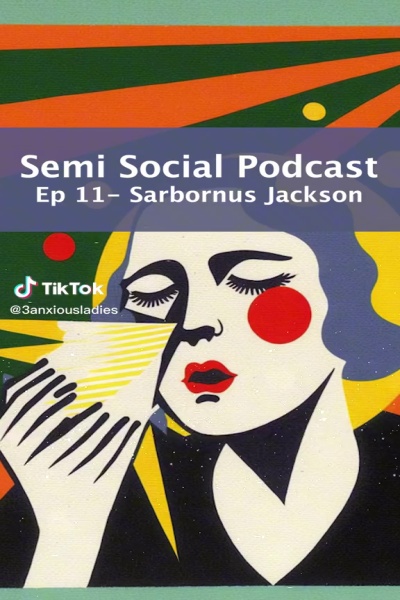 Semi Social Podcast
Ep 11- Sarbornus Jackson
TikTok
@3anxiousladies